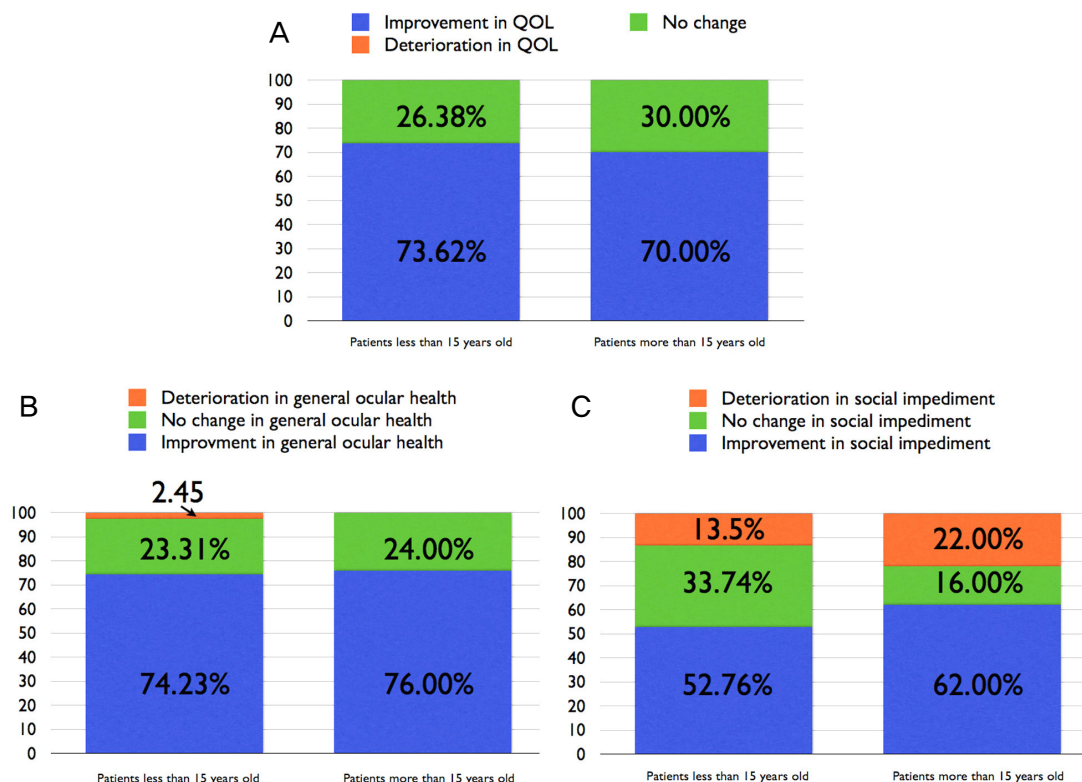 A
Improvement in QOL
No change
Deterioration in QOL
100
90
80
70
60
50
40
30
20
10
0
26.38%
30.00%
73.62%
70.00%
Patients less than 15 years old
Patients more than 15 years old
B
Deterioration in general ocular health
No change in general ocular health
Improvment in general ocular health
2.45
100
90
80
70
60
50
40
30
20
10
0
23.31%
24.00%
74.23%
76.00%
Patients less than 15 years old
Patients more than 15 years old
C
Deterioration in social impediment
No change in social impediment
Improvement in social impediment
100
90
80
70
60
50
40
30
20
10
0
13.5%
22.00%
33.74%
16.00%
52.76%
62.00%
Patients less than 15 years old
Patients more than 15 years old